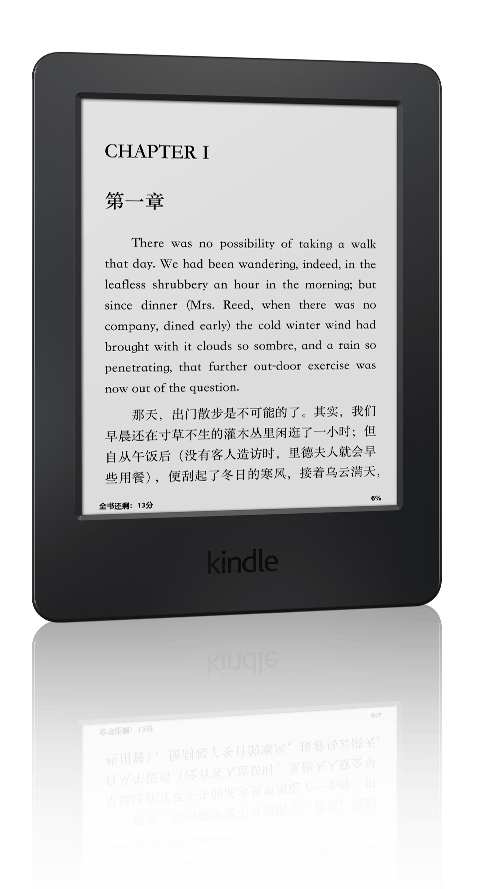 CHAPTER I
第一章
There was no possibility of taking a walk
that day. We had been wandering, indeed, in the
leafless shrubbery an hour in the morning; but
since dinner (Mrs. Reed, when there was no
company, dined early) the cold winter wind had
brought with it clouds so sombre, and a rain so
penetrating, that further out-door exercise was
now out of the question.
那天，出门散步是不可能的了。其实，我们
早晨还在寸草不生的灌木丛里闲逛了一小时；但
自从午饭后（没有客人造访时，里德夫人就会早
些用餐），便刮起了冬日的寒风，接着乌云满天，
全书还剩：13分 6%
kindle